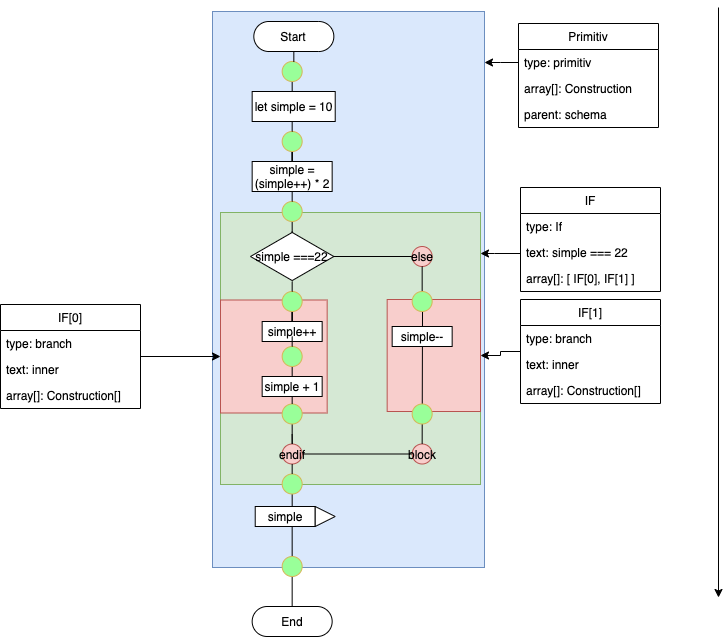 Start
let simple = 10
simple =
(simple++) * 2
simple ===22
else
simple++
simple--
simple + 1
endif
block
simple
End
Primitiv
type: primitiv
array[]: Construction
parent: schema
IF
type: If
text: simple === 22
array[]: [ IF[0], IF[1] ]
IF[0]
type: branch
text: inner
array[]: Construction[]
IF[1]
type: branch
text: inner
array[]: Construction[]